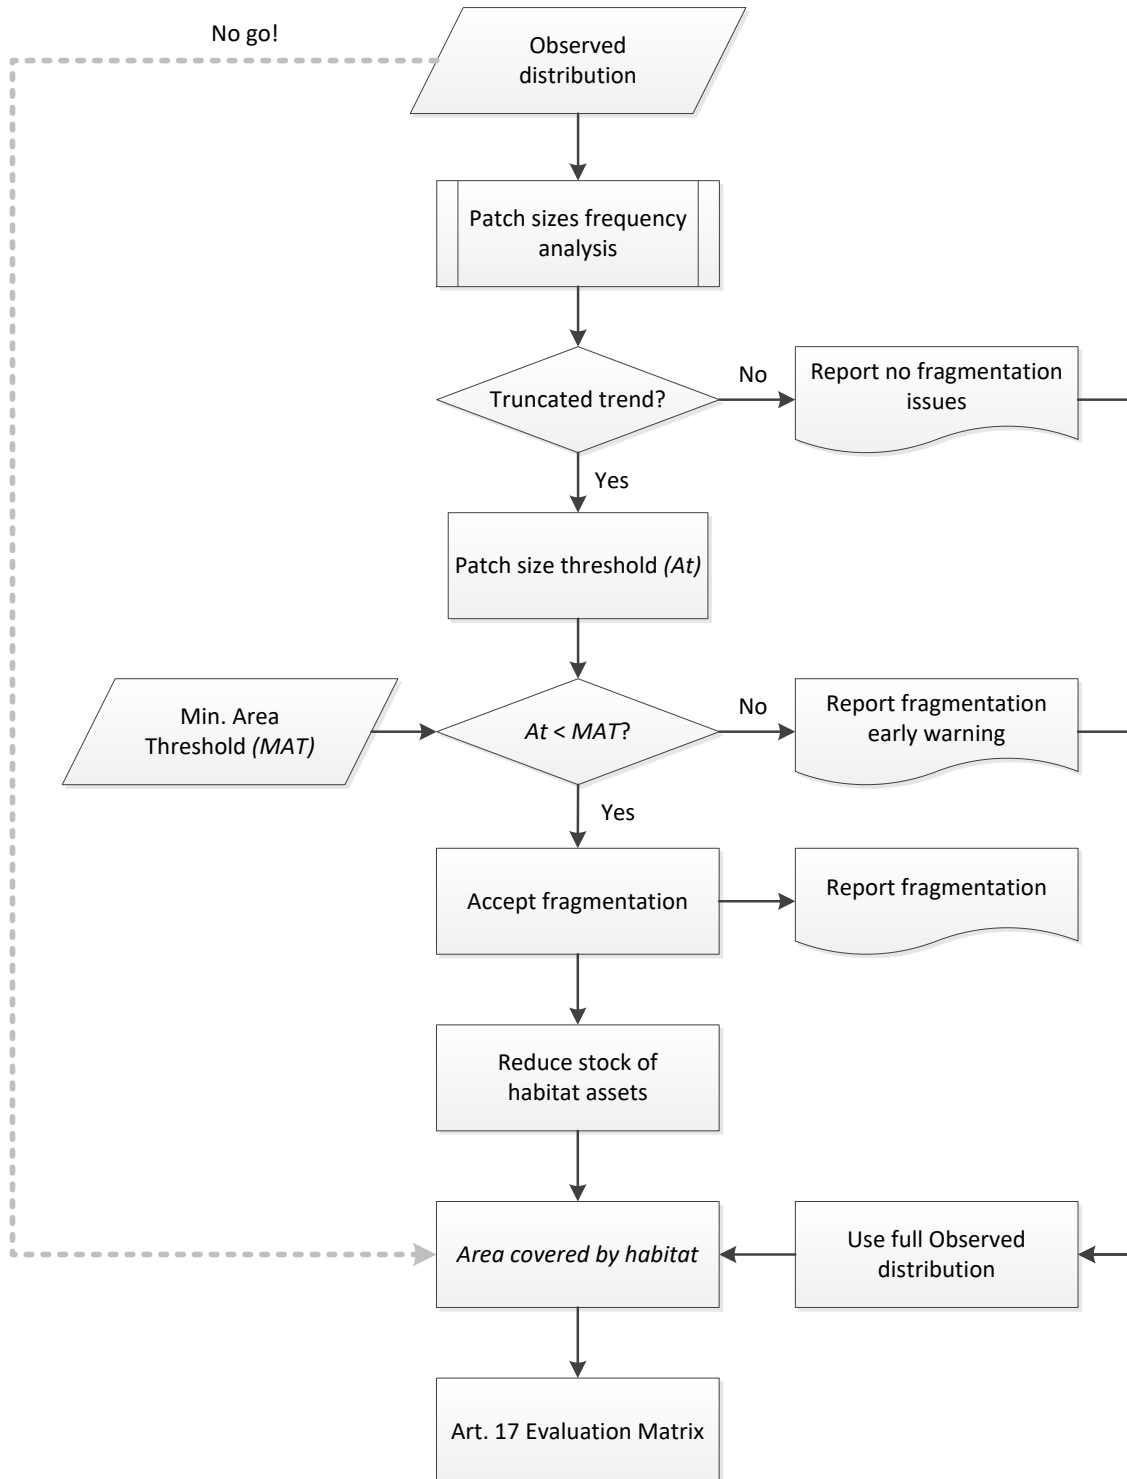 No go!
Observed
distribution
Patch sizes frequency
analysis
Truncated trend?
No
Report no fragmentation
issues
Yes
Patch size threshold (At)
Min. Area
Threshold (MAT)
At < MAT?
No
Report fragmentation
early warning
Yes
Accept fragmentation
Report fragmentation
Reduce stock of
habitat assets
Area covered by habitat
Use full Observed
distribution
Art. 17 Evaluation Matrix